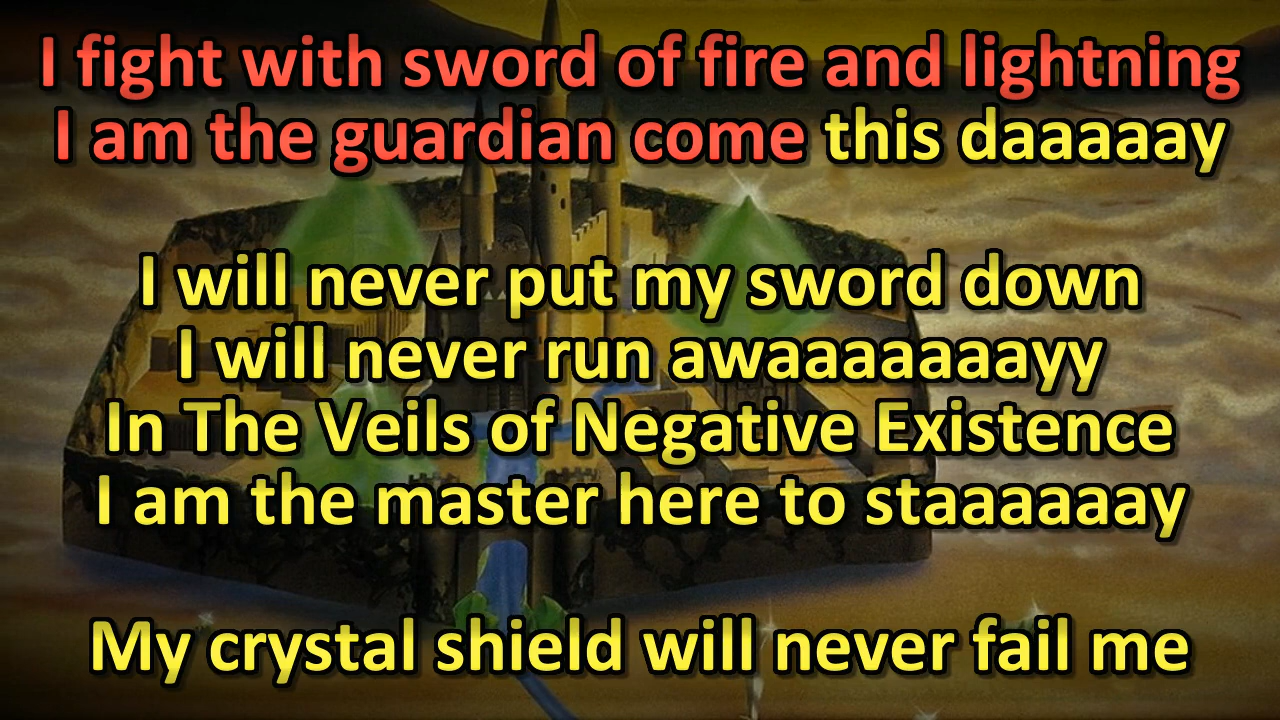 I fight with sword of fire and lightning
I am the guardian come this daaaaay
I will never put my sword down
I will never run awaaaaaaaayy
In The Veils of Negative Existence
I am the master here to staaaaaaay
My crystal shield will never fail me